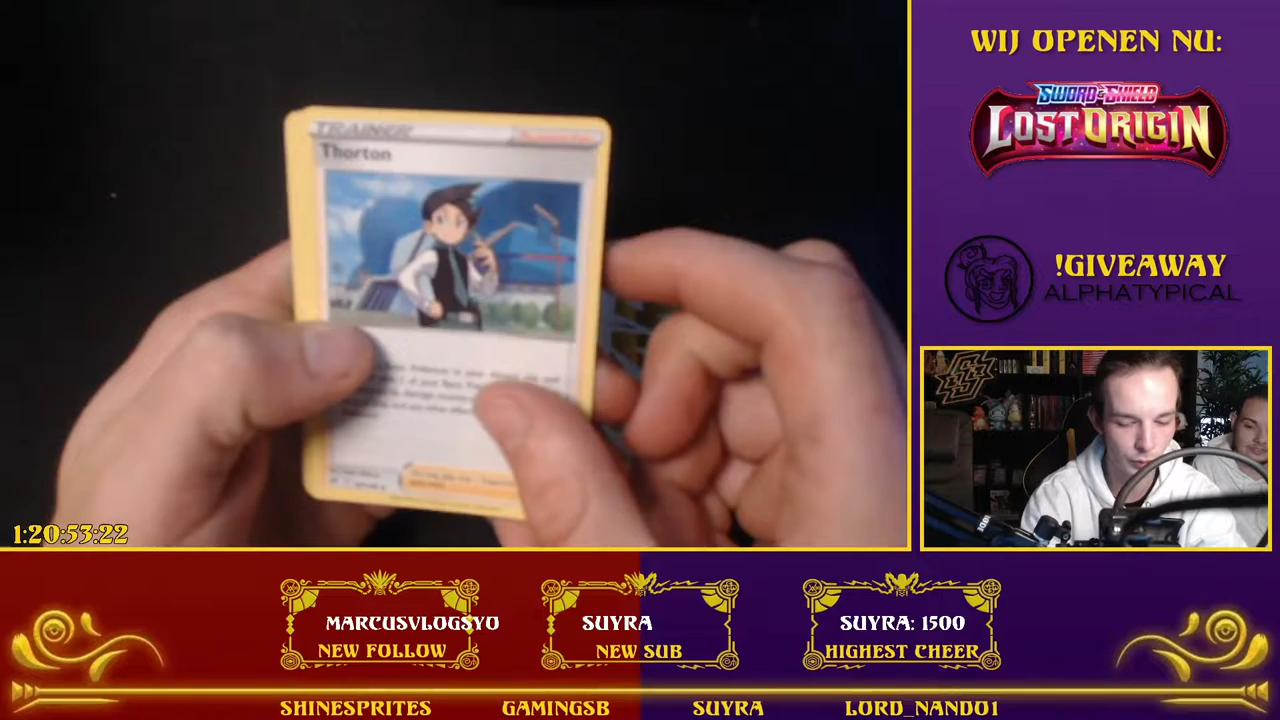 WIJ OPENEN NU:
SWORD & SHIELD
LOST ORIGIN
!GIVEAWAY
ALPHATYPICAL
TRAINER
Thorton
1:20:53:22
MARCUSVLOGSYO
NEW FOLLOW
SUYRA
NEW SUB
SUYRA: 1500
HIGHEST CHEER
SHINESPRITES GAMINGSB SUYRA LORD_NANDO1